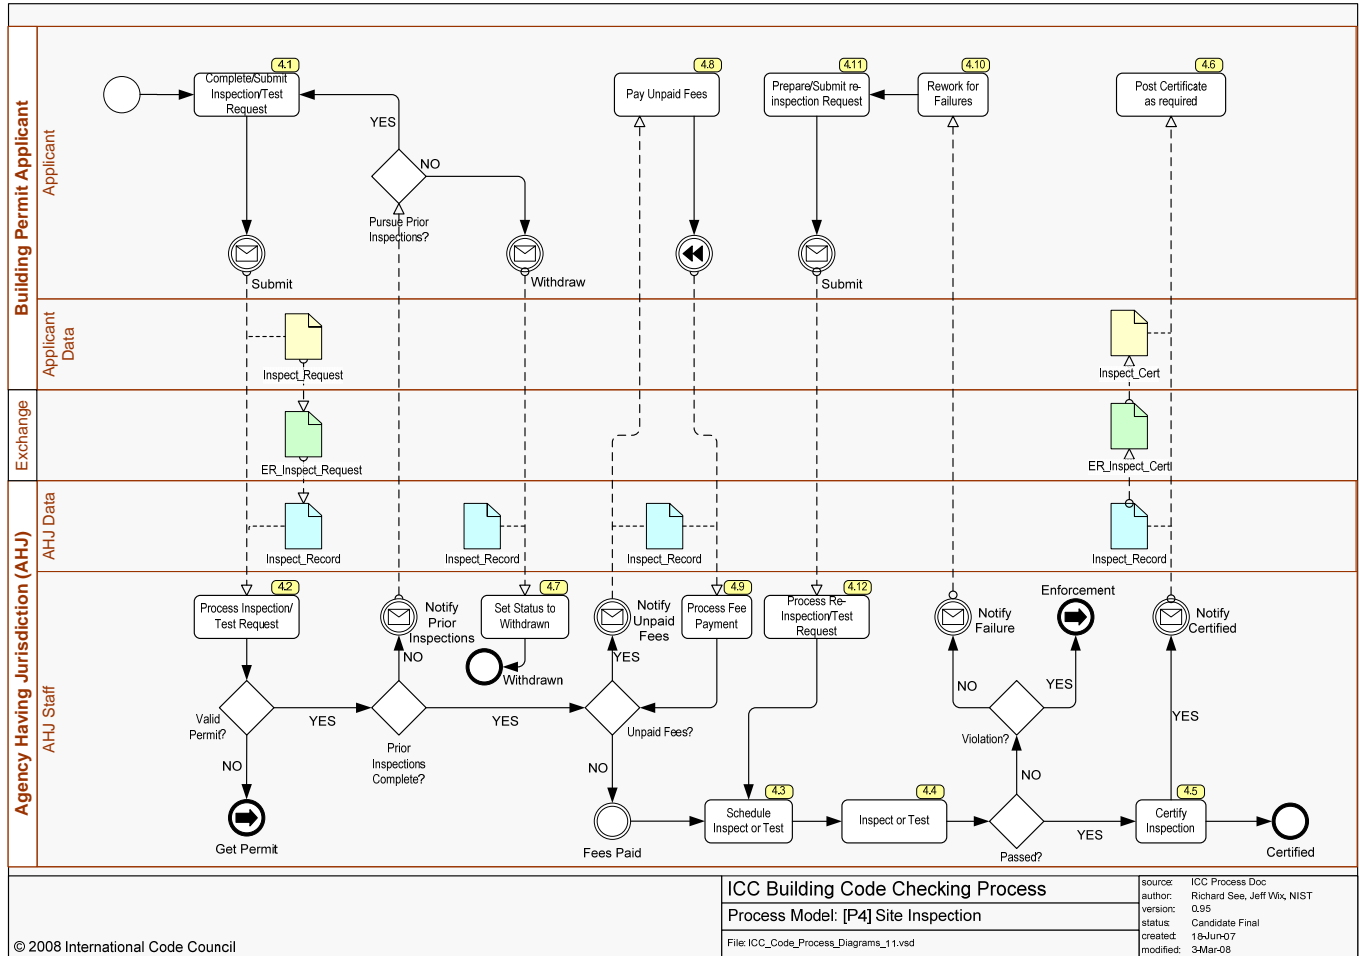 Building Permit Applicant
Applicant
4.1
Complete/Submit
Inspection/Test
Request
YES
NO
Pursue Prior
Inspections?
Submit
Withdraw
4.8
Pay Unpaid Fees
4.11
Prepare/Submit re-
inspection Request
Submit
4.10
Rework for
Failures
4.6
Post Certificate
as required
Applicant
Data
Inspect_Request
Inspect_Cert
Exchange
ER_Inspect_Request
ER_Inspect_Cert
Agency Having Jurisdiction (AHJ)
AHJ Data
Inspect_Record
Inspect_Record
Inspect_Record
Inspect_Record
AHJ Staff
4.2
Process Inspection/
Test Request
Notify
Prior
Inspections
NO
4.7
Set Status to
Withdrawn
Withdrawn
Notify
Unpaid
Fees
YES
4.9
Process Fee
Payment
4.12
Process Re-
Inspection/Test
Request
Notify
Failure
Enforcement
Notify
Certified
Valid
Permit?
YES
NO
Get Permit
Prior
Inspections
Complete?
YES
Unpaid Fees?
NO
Fees Paid
4.3
Schedule
Inspect or Test
4.4
Inspect or Test
NO
YES
Violation?
NO
Passed?
YES
YES
4.5
Certify
Inspection
Certified
© 2008 International Code Council
ICC Building Code Checking Process
Process Model: [P4] Site Inspection
File: ICC_Code_Process_Diagrams_11.vsd
source: ICC Process Doc
author: Richard See, Jeff Wix, NIST
version: 0.95
status: Candidate Final
created: 18-Jun-07
modified: 3-Mar-08